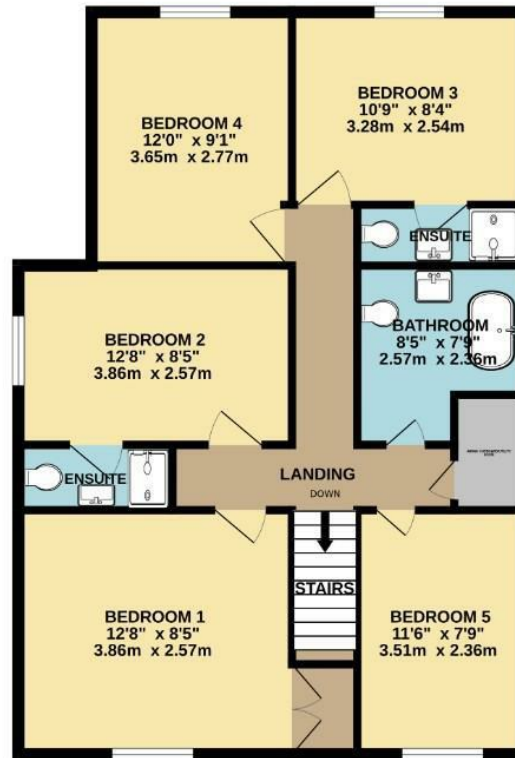 BEDROOM 4
12'0" x 9'1"
3.65m x 2.77m
BEDROOM 3
10'9" x 8'4"
3.28m x 2.54m
ENSUITE
BEDROOM 2
12'8" x 8'5"
3.86m x 2.57m
BATHROOM
8'5" x 7'9"
2.57m x 2.36m
ENSUITE
LANDING
DOWN
STAIRS
BEDROOM 1
12'8" x 8'5"
3.86m x 2.57m
BEDROOM 5
11'6" x 7'9"
3.51m x 2.36m